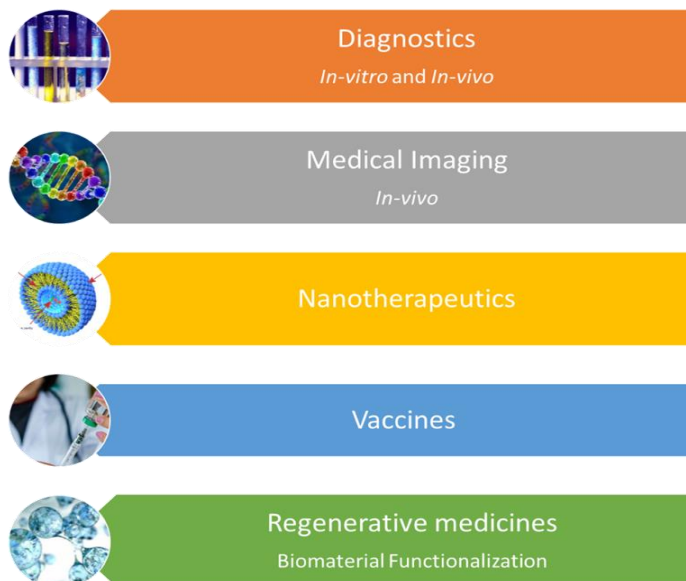 Diagnostics
In-vitro and In-vivo
Medical Imaging
In-vivo
Nanotherapeutics
Vaccines
Regenerative medicines
Biomaterial Functionalization